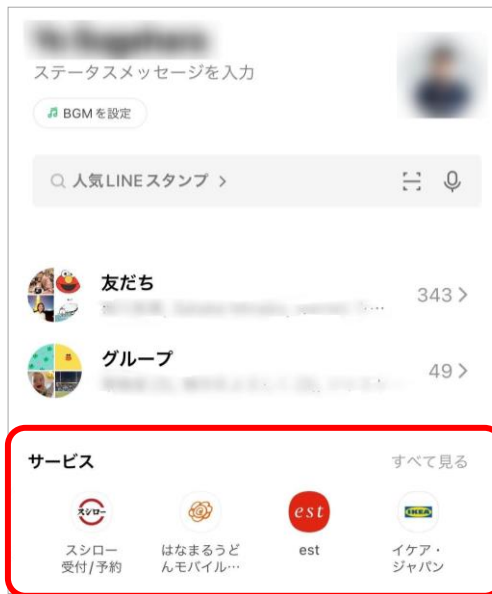 ステータスメッセージを入力
BGMを設定
人気LINEスタンプ >
友だち
343 >
グループ
49 >
サービス
すべて見る
スシロー
est
IKEA
スシロー
受付/予約
はなまるうど
んモバイル…
est
イケア・
ジャパン